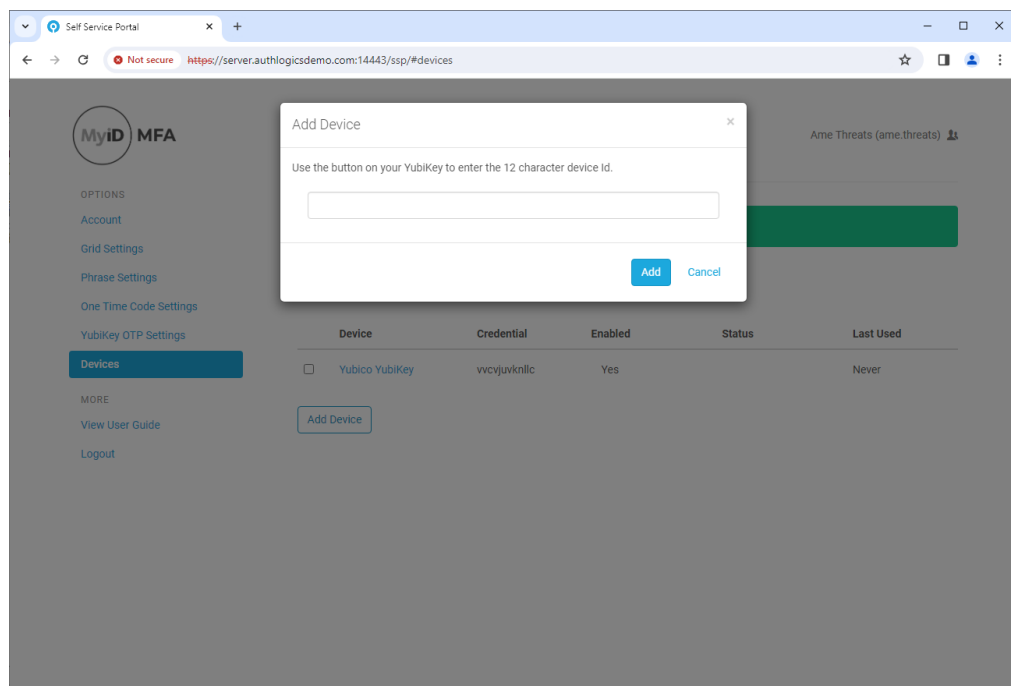 Self Service Portal
Not secure https://server.authlogicsdemo.com:14443/ssp/#devices
MyiD MFA
Ame Threats (ame.threats)
Add Device
Use the button on your YubiKey to enter the 12 character device Id.
Add Cancel
OPTIONS
Account
Grid Settings
Phrase Settings
One Time Code Settings
YubiKey OTP Settings
Devices
MORE
View User Guide
Logout
Device Credential Enabled Status Last Used
Yubico YubiKey vvcvjuvknllc Yes Never
Add Device